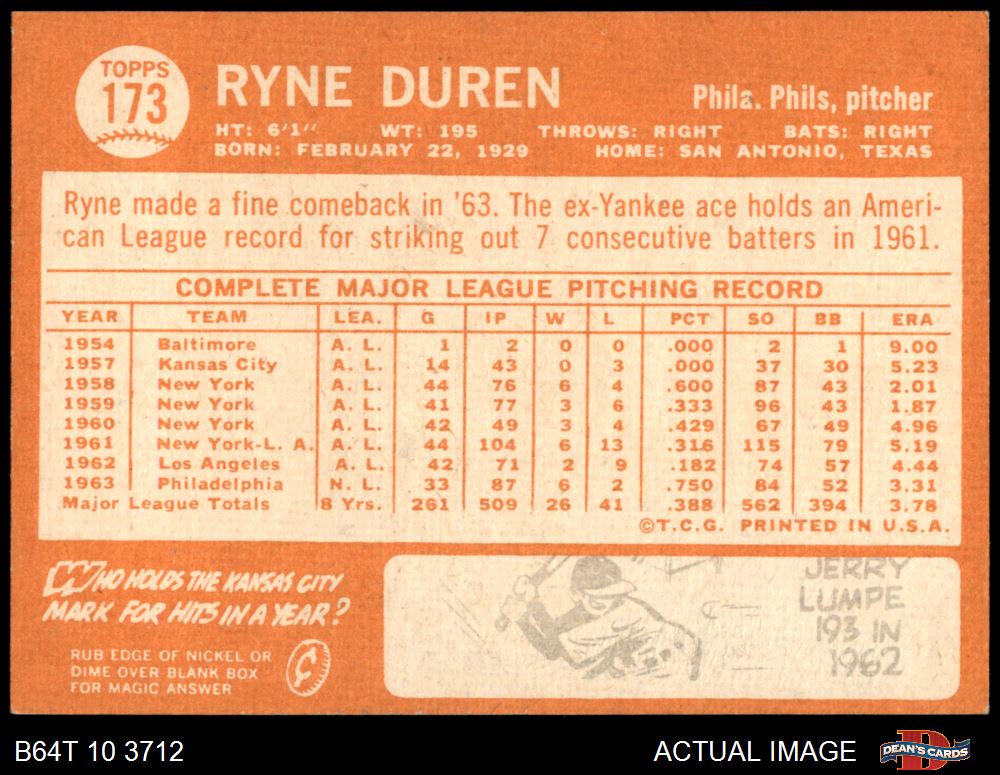 TOPPS
173
RYNE DUREN
Phila. Phils, pitcher
HT: 6'1" WT: 195 THROWS: RIGHT BATS: RIGHT
BORN: FEBRUARY 22, 1929 HOME: SAN ANTONIO, TEXAS
Ryne made a fine comeback in '63. The ex-Yankee ace holds an Ameri-
can League record for striking out 7 consecutive batters in 1961.
COMPLETE MAJOR LEAGUE PITCHING RECORD
YEAR TEAM LEA. G IP W L PCT SO BB ERA
1954 Baltimore A. L. 1 2 0 0 .000 2 1 9.00
1957 Kansas City A. L. 14 43 0 3 .000 37 30 5.23
1958 New York A. L. 44 76 6 4 .600 87 43 2.01
1959 New York A. L. 41 77 3 6 .333 96 43 1.87
1960 New York A. L. 42 49 3 4 .429 67 49 4.96
1961 New York-L. A. A. L. 44 104 6 13 .316 115 79 5.19
1962 Los Angeles A. L. 42 71 2 9 .182 74 57 4.44
1963 Philadelphia N. L. 33 87 6 2 .750 84 52 3.31
Major League Totals 8 Yrs. 261 509 26 41 .388 562 394 3.78
©T.C.G. PRINTED IN U.S.A.
WHO HOLDS THE KANSAS CITY
MARK FOR HITS IN A YEAR?
RUB EDGE OF NICKEL OR
DIME OVER BLANK BOX
FOR MAGIC ANSWER
JERRY
LUMPE
193 IN
1962
B64T 10 3712
ACTUAL IMAGE
DEAN'S CARDS